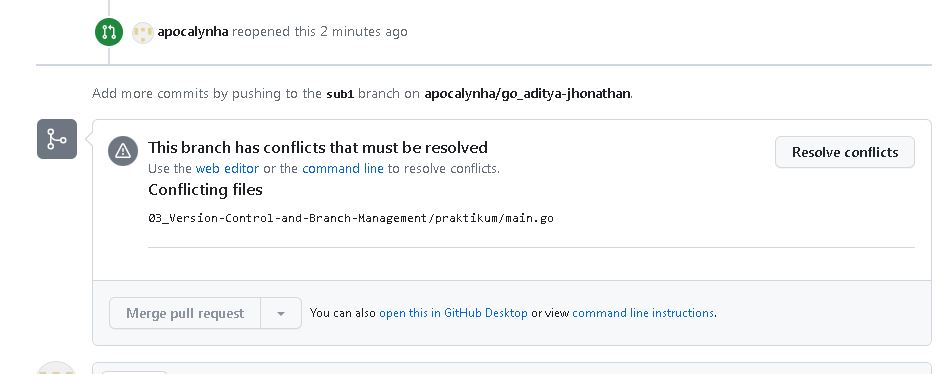 apocalynha reopened this 2 minutes ago
Add more commits by pushing to the sub1 branch on apocalynha/go_aditya-jhonathan.
This branch has conflicts that must be resolved
Resolve conflicts
Use the web editor or the command line to resolve conflicts.
Conflicting files
03_Version-Control-and-Branch-Management/praktikum/main.go
Merge pull request
You can also open this in GitHub Desktop or view command line instructions.